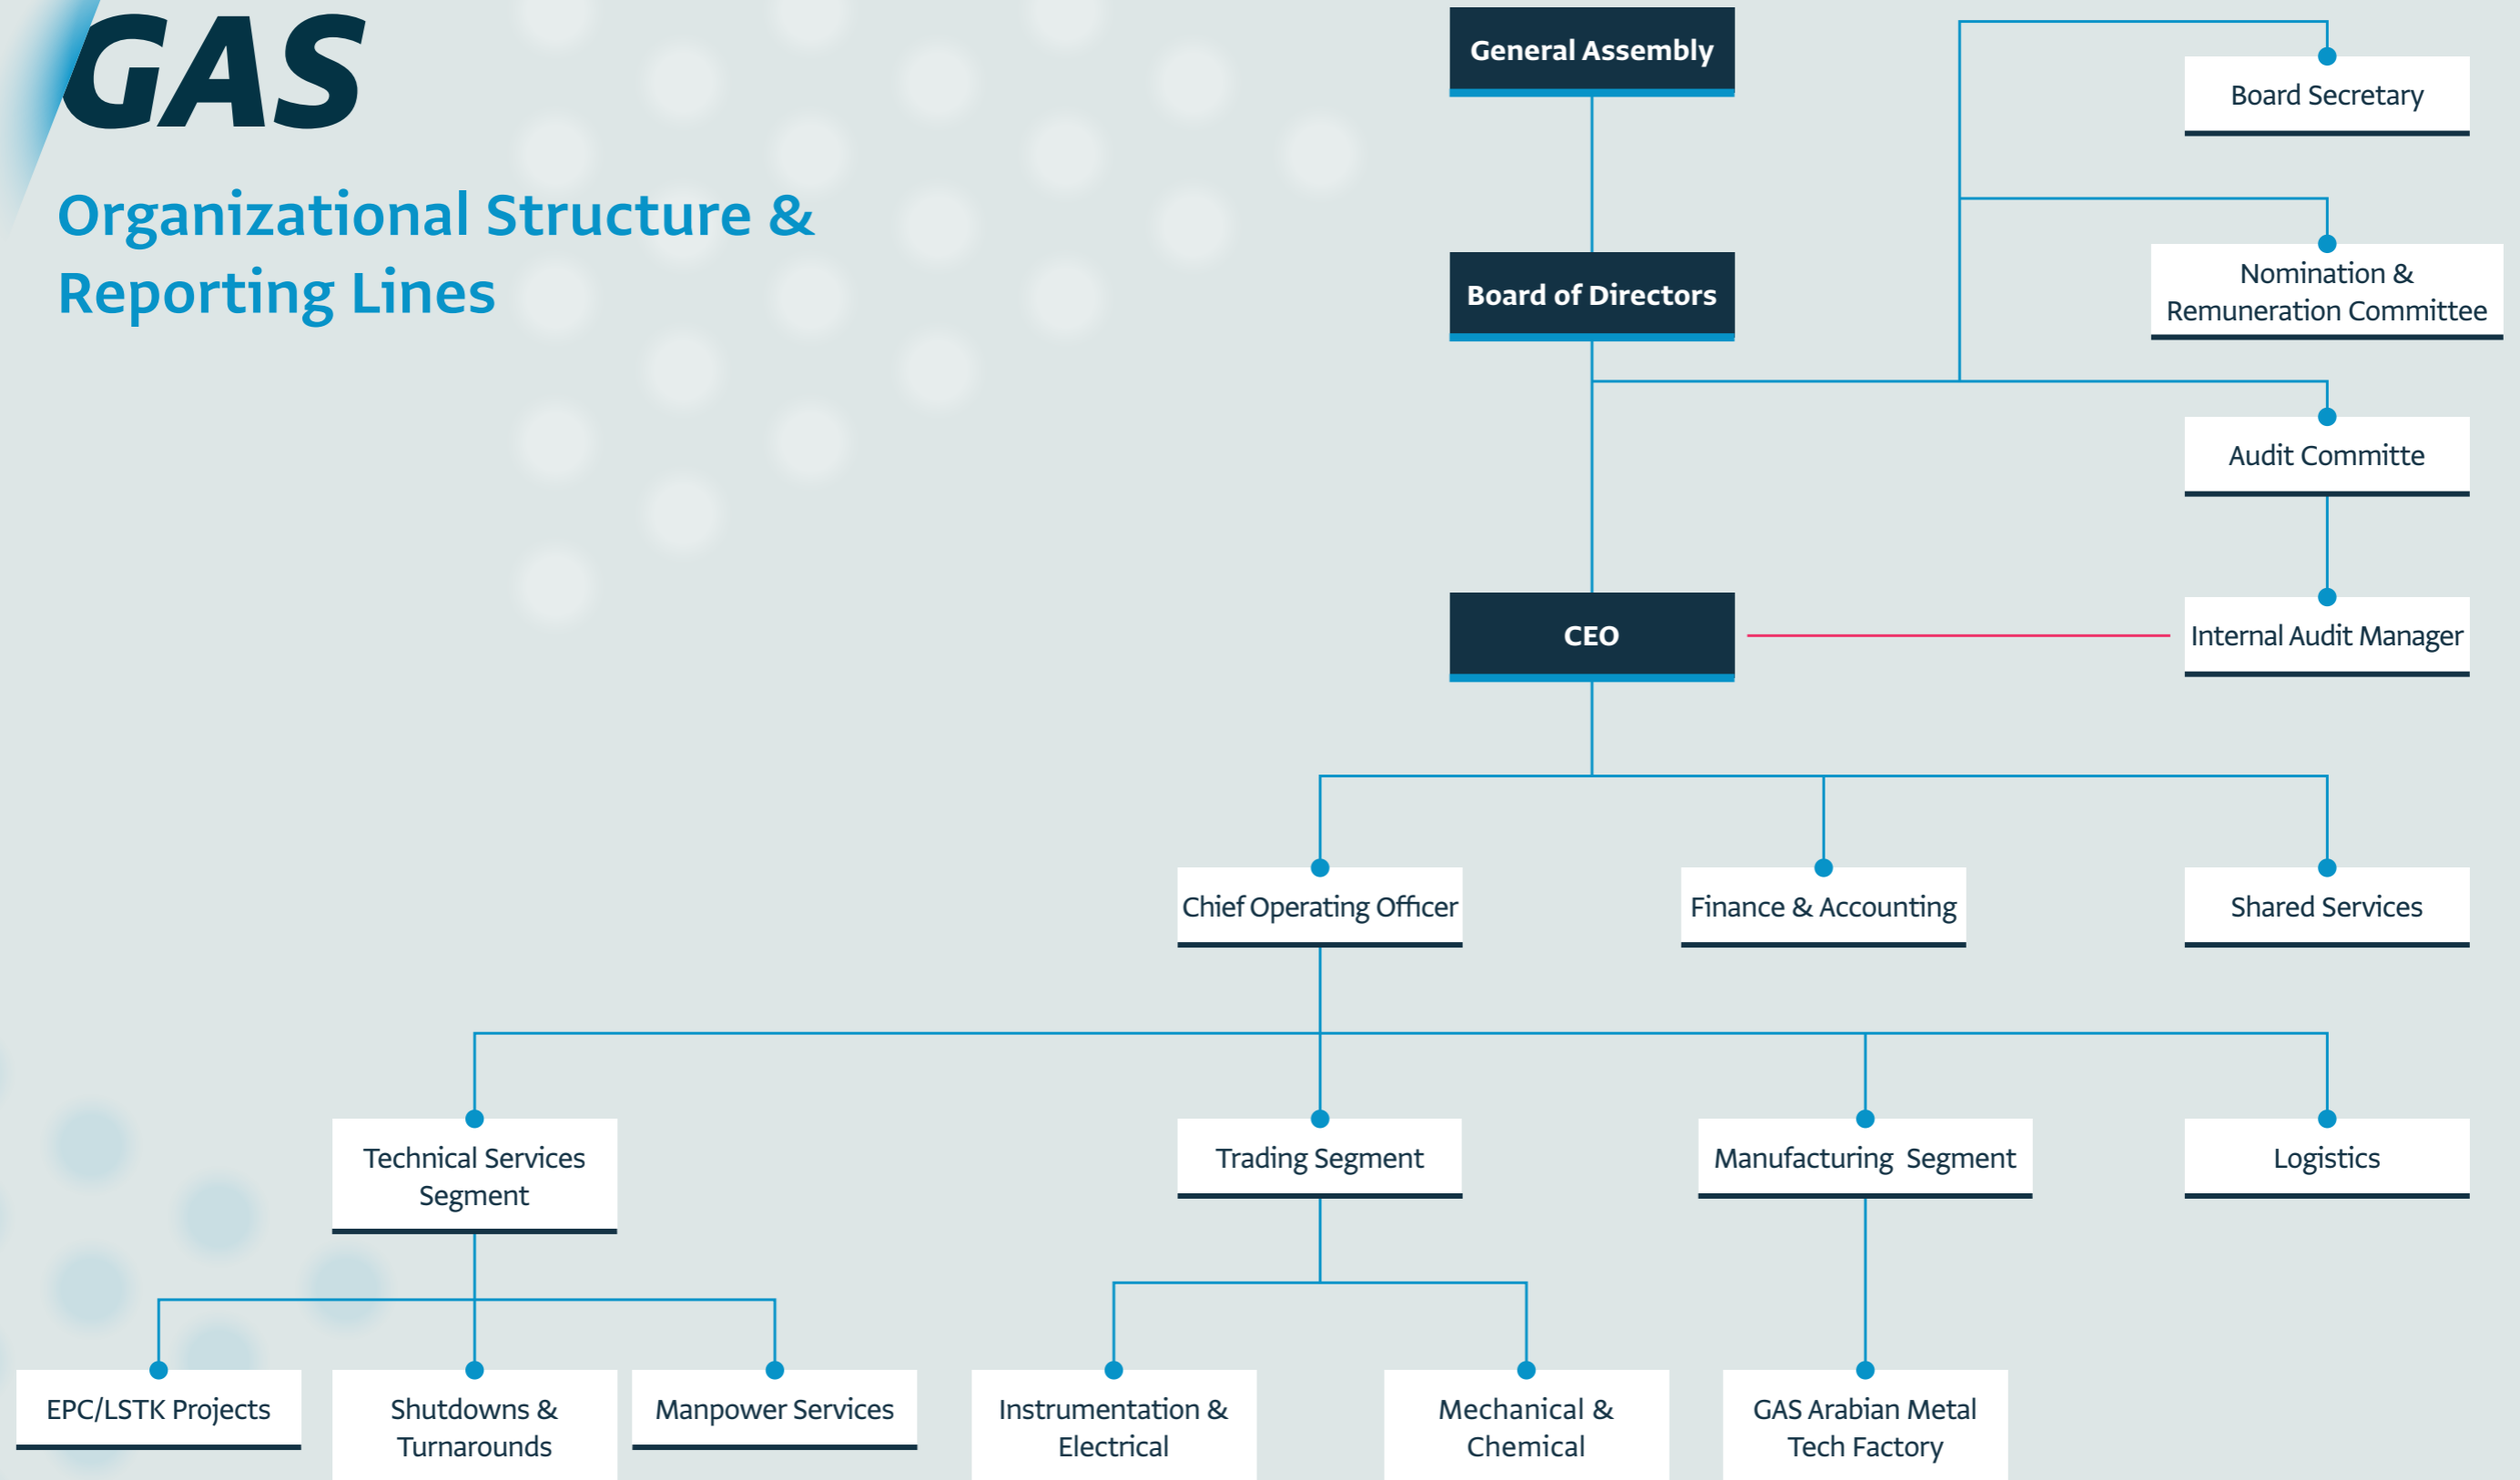 GAS
Organizational Structure &
Reporting Lines
General Assembly
Board Secretary
Nomination &
Remuneration Committee
Board of Directors
Audit Committe
CEO
Internal Audit Manager
Chief Operating Officer
Finance & Accounting
Shared Services
Technical Services
Segment
Trading Segment
Manufacturing Segment
Logistics
EPC/LSTK Projects
Shutdowns &
Turnarounds
Manpower Services
Instrumentation &
Electrical
Mechanical &
Chemical
GAS Arabian Metal
Tech Factory